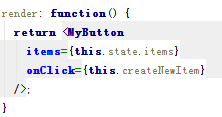 render: function() {
return <MyButton
items={this.state.items}
onClick={this.createNewItem}
/>;
}